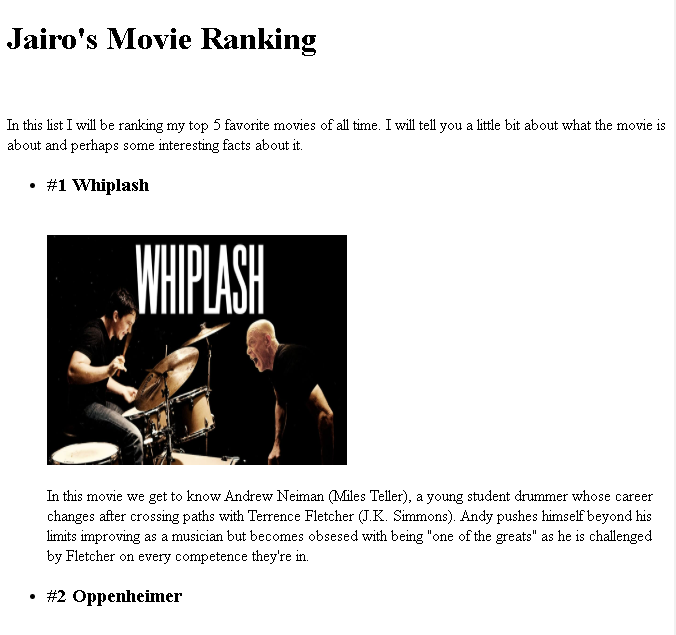 Jairo's Movie Ranking
In this list I will be ranking my top 5 favorite movies of all time. I will tell you a little bit about what the movie is
about and perhaps some interesting facts about it.
• #1 Whiplash
WHIPLASH
In this movie we get to know Andrew Neiman (Miles Teller), a young student drummer whose career
changes after crossing paths with Terrence Fletcher (J.K. Simmons). Andy pushes himself beyond his
limits improving as a musician but becomes obsesed with being "one of the greats" as he is challenged
by Fletcher on every competence they're in.
• #2 Oppenheimer